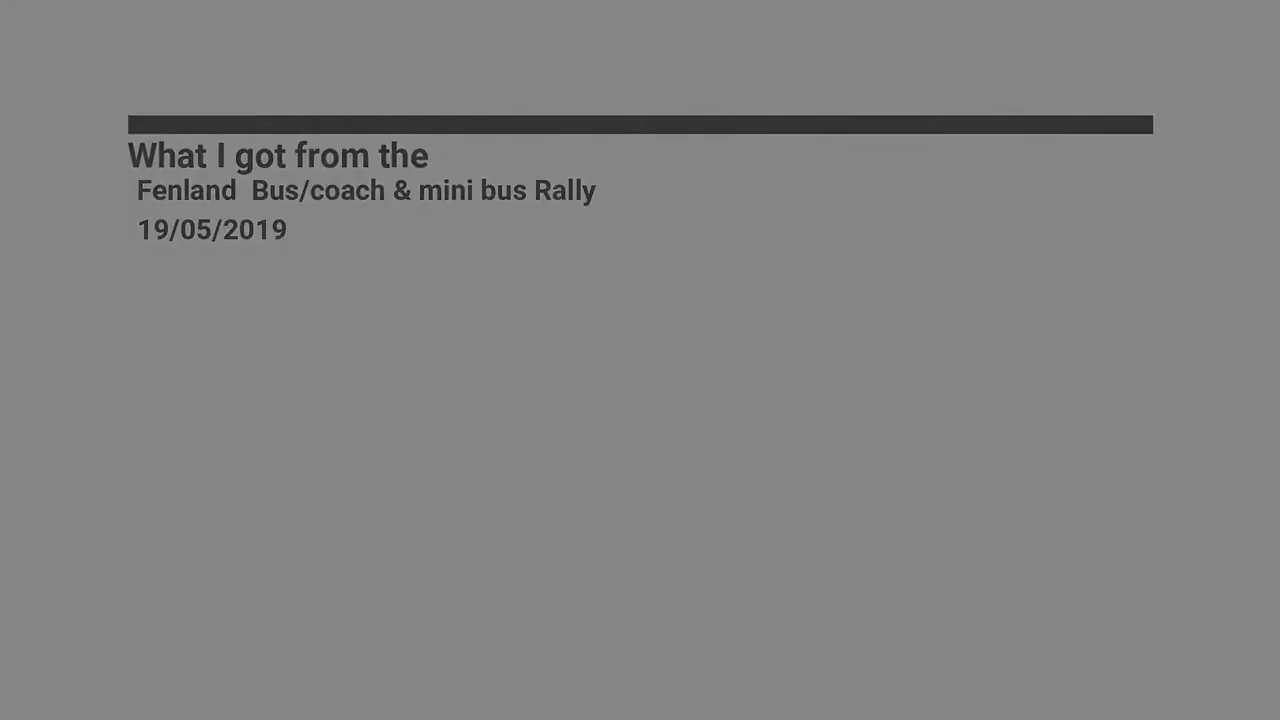 What I got from the
Fenland  Bus/coach & mini bus Rally
19/05/2019